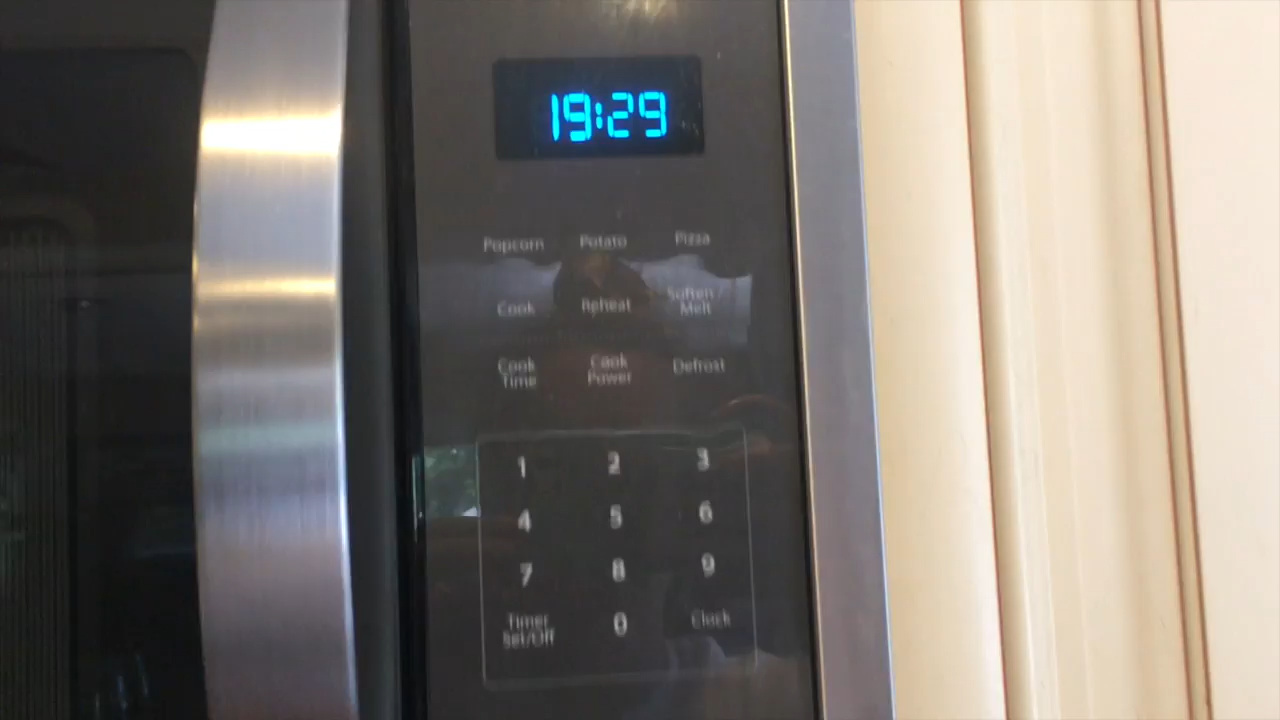 19:29
Popcorn Potato Pizza
Cook Reheat Soften/
Melt
Cook Cook Defrost
Time Power
1 2 3
4 5 6
7 8 9
Timer 0 Clock
Set/Off